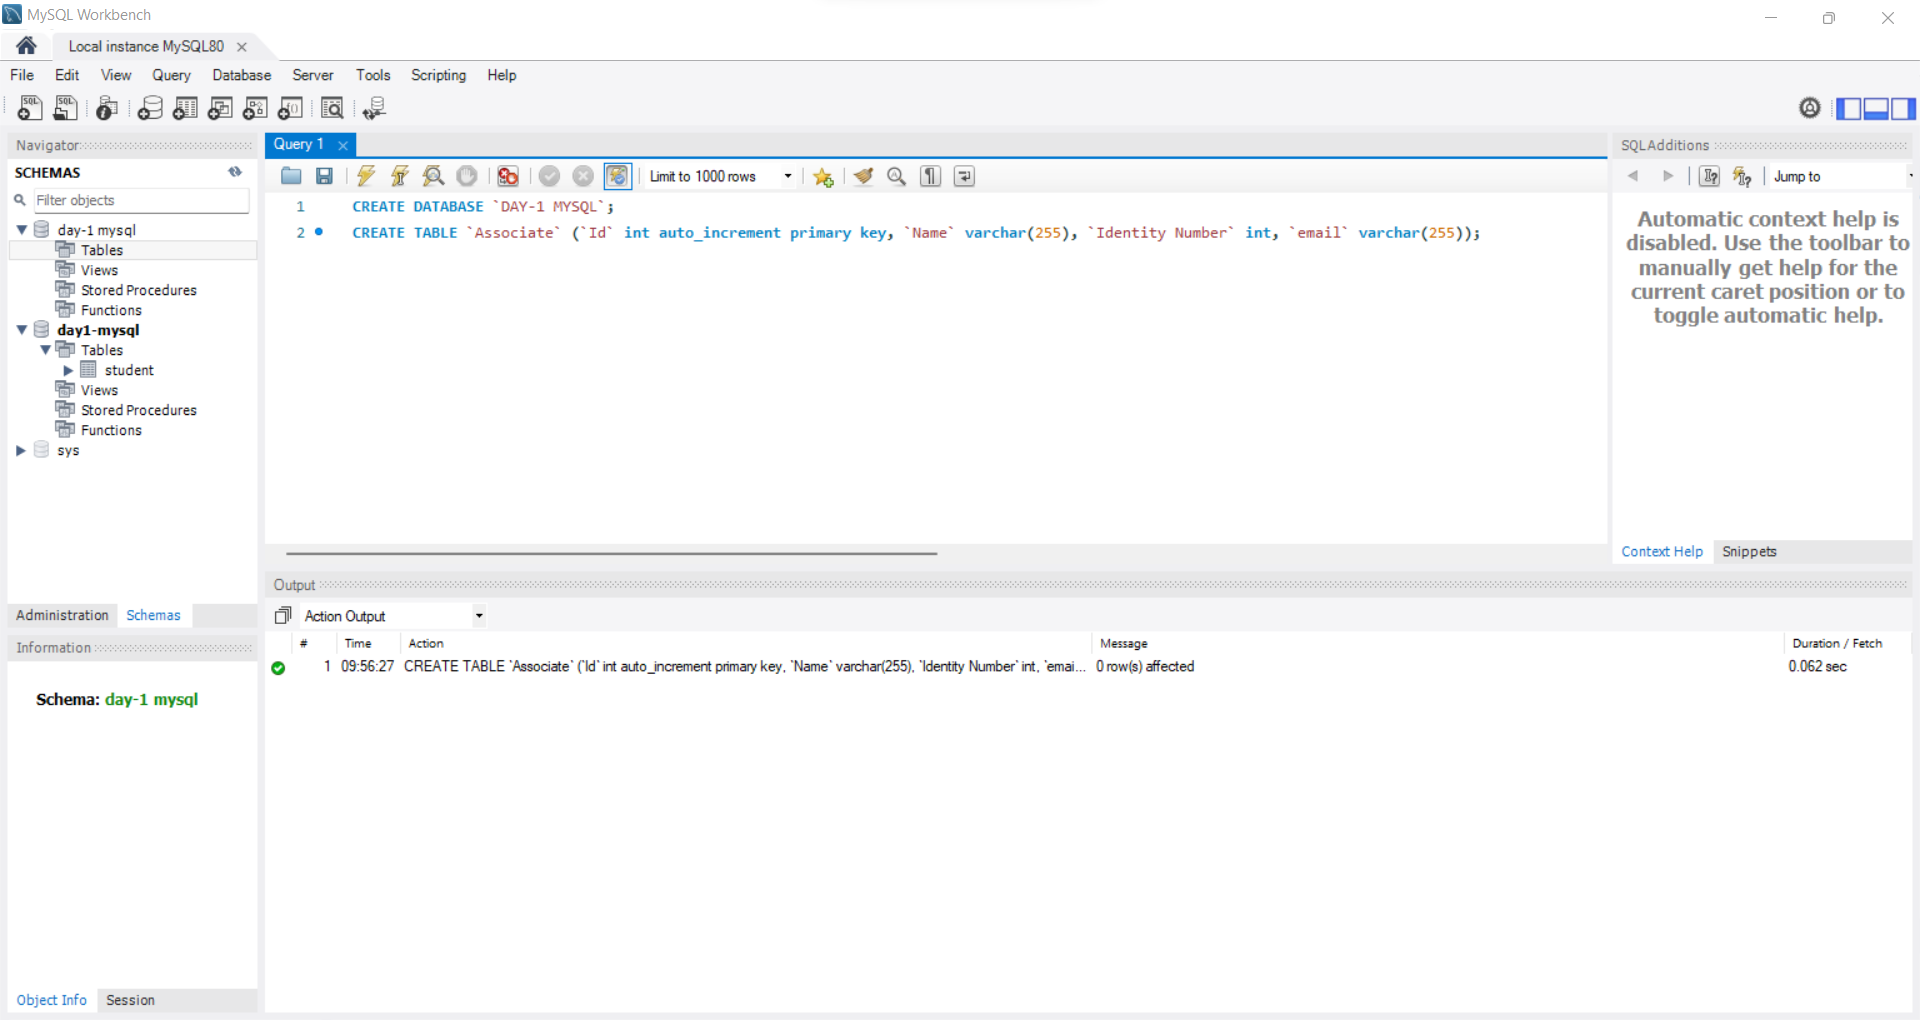 MySQL Workbench
Local instance MySQL80
File Edit View Query Database Server Tools Scripting Help
Navigator
SCHEMAS
Filter objects
day-1 mysql
Tables
Views
Stored Procedures
Functions
day1-mysql
Tables
student
Views
Stored Procedures
Functions
sys
Administration Schemas
Information
Schema: day-1 mysql
Object Info Session
Query 1
Limit to 1000 rows
1 CREATE DATABASE `DAY-1 MYSQL`;
2 CREATE TABLE `Associate` (`Id` int auto_increment primary key, `Name` varchar(255), `Identity Number` int, `email` varchar(255));
SQLAdditions
Jump to
Automatic context help is
disabled. Use the toolbar to
manually get help for the
current caret position or to
toggle automatic help.
Context Help Snippets
Output
Action Output
# Time Action Message Duration / Fetch
1 09:56:27 CREATE TABLE `Associate` (`Id` int auto_increment primary key, `Name` varchar(255), `Identity Number` int, `emai... 0 row(s) affected 0.062 sec